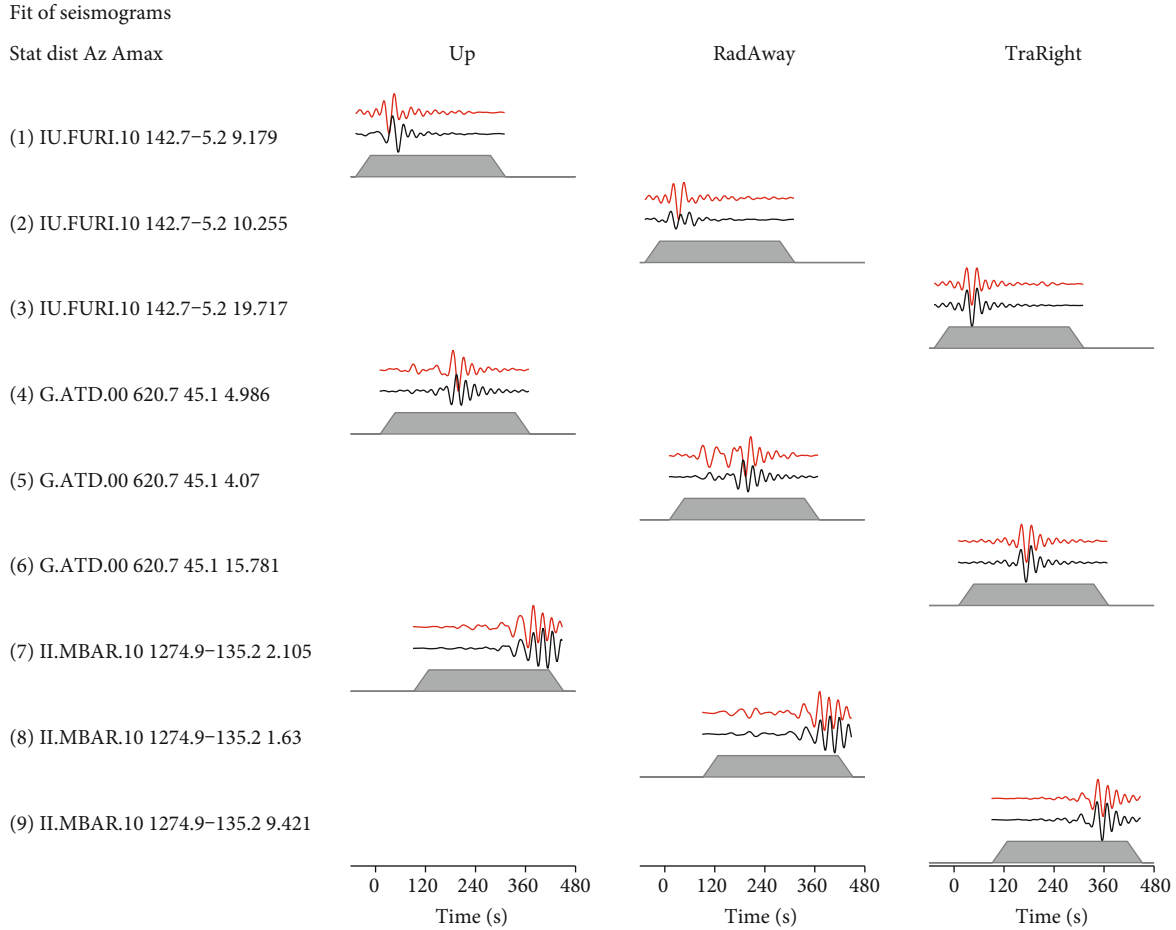 Fit of seismograms
Stat dist Az Amax Up RadAway TraRight
(1) IU.FURI.10 142.7−5.2 9.179
(2) IU.FURI.10 142.7−5.2 10.255
(3) IU.FURI.10 142.7−5.2 19.717
(4) G.ATD.00 620.7 45.1 4.986
(5) G.ATD.00 620.7 45.1 4.07
(6) G.ATD.00 620.7 45.1 15.781
(7) II.MBAR.10 1274.9−135.2 2.105
(8) II.MBAR.10 1274.9−135.2 1.63
(9) II.MBAR.10 1274.9−135.2 9.421
0 120 240 360 480 0 120 240 360 480 0 120 240 360 480
Time (s) Time (s) Time (s)